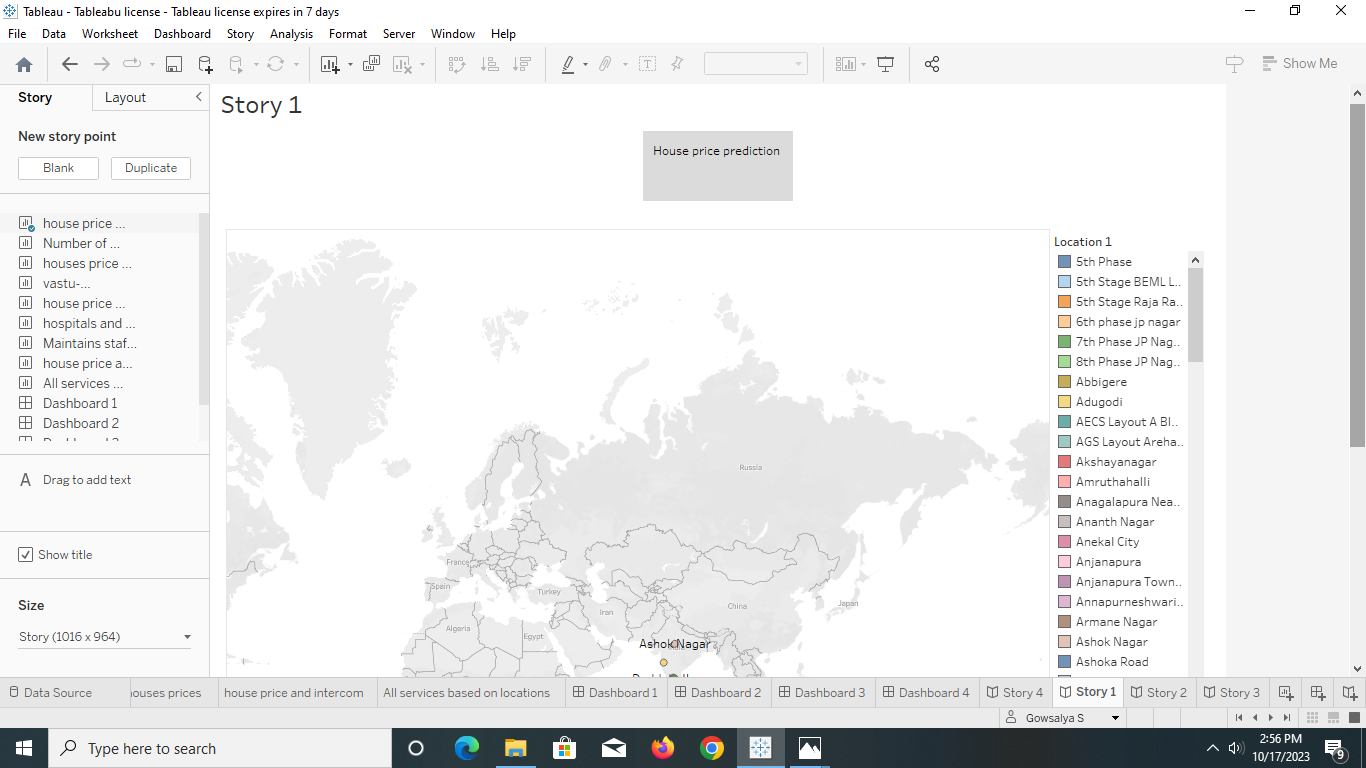 Tableau - Tableabu license - Tableau license expires in 7 days
File Data Worksheet Dashboard Story Analysis Format Server Window Help
Show Me
Story Layout
New story point
Blank Duplicate
house price ...
Number of ...
houses price ...
vastu-...
house price ...
hospitals and ...
Maintains staf...
house price a...
All services ...
Dashboard 1
Dashboard 2
A Drag to add text
Show title
Size
Story (1016 x 964)
Story 1
House price prediction
Russia
France
Spain
Turkey
Iran
China
Japan
Algeria
Egypt
Ashok Nagar
Location 1
5th Phase
5th Stage BEML L..
5th Stage Raja Ra..
6th phase jp nagar
7th Phase JP Nag..
8th Phase JP Nag..
Abbigere
Adugodi
AECS Layout A Bl..
AGS Layout Areha..
Akshayanagar
Amruthahalli
Anagalapura Nea..
Ananth Nagar
Anekal City
Anjanapura
Anjanapura Town..
Annapurneshwari..
Armane Nagar
Ashok Nagar
Ashoka Road
Data Source ouses prices house price and intercom All services based on locations Dashboard 1 Dashboard 2 Dashboard 3 Dashboard 4 Story 4 Story 1 Story 2 Story 3
Gowsalya S
Type here to search
2:56 PM
10/17/2023
9